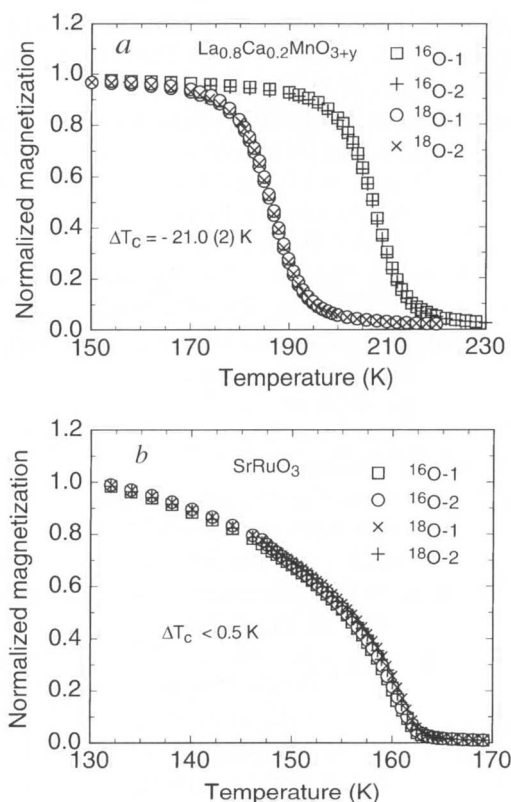 a
La0.8Ca0.2MnO3+y
1.2
1.0
0.8
0.6
0.4
0.2
0.0
Normalized magnetization
16O-1
16O-2
18O-1
18O-2
ΔTc = - 21.0 (2) K
150 170 190 210 230
Temperature (K)
b
SrRuO3
1.2
1.0
0.8
0.6
0.4
0.2
0.0
Normalized magnetization
16O-1
16O-2
18O-1
18O-2
ΔTc < 0.5 K
130 140 150 160 170
Temperature (K)